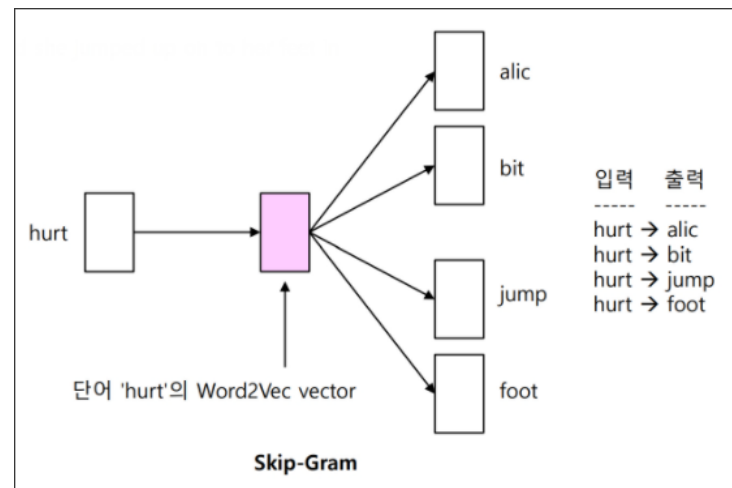 alic
bit
hurt
jump
foot
단어 'hurt'의 Word2Vec vector
Skip-Gram
입력 출력
----- -----
hurt → alic
hurt → bit
hurt → jump
hurt → foot